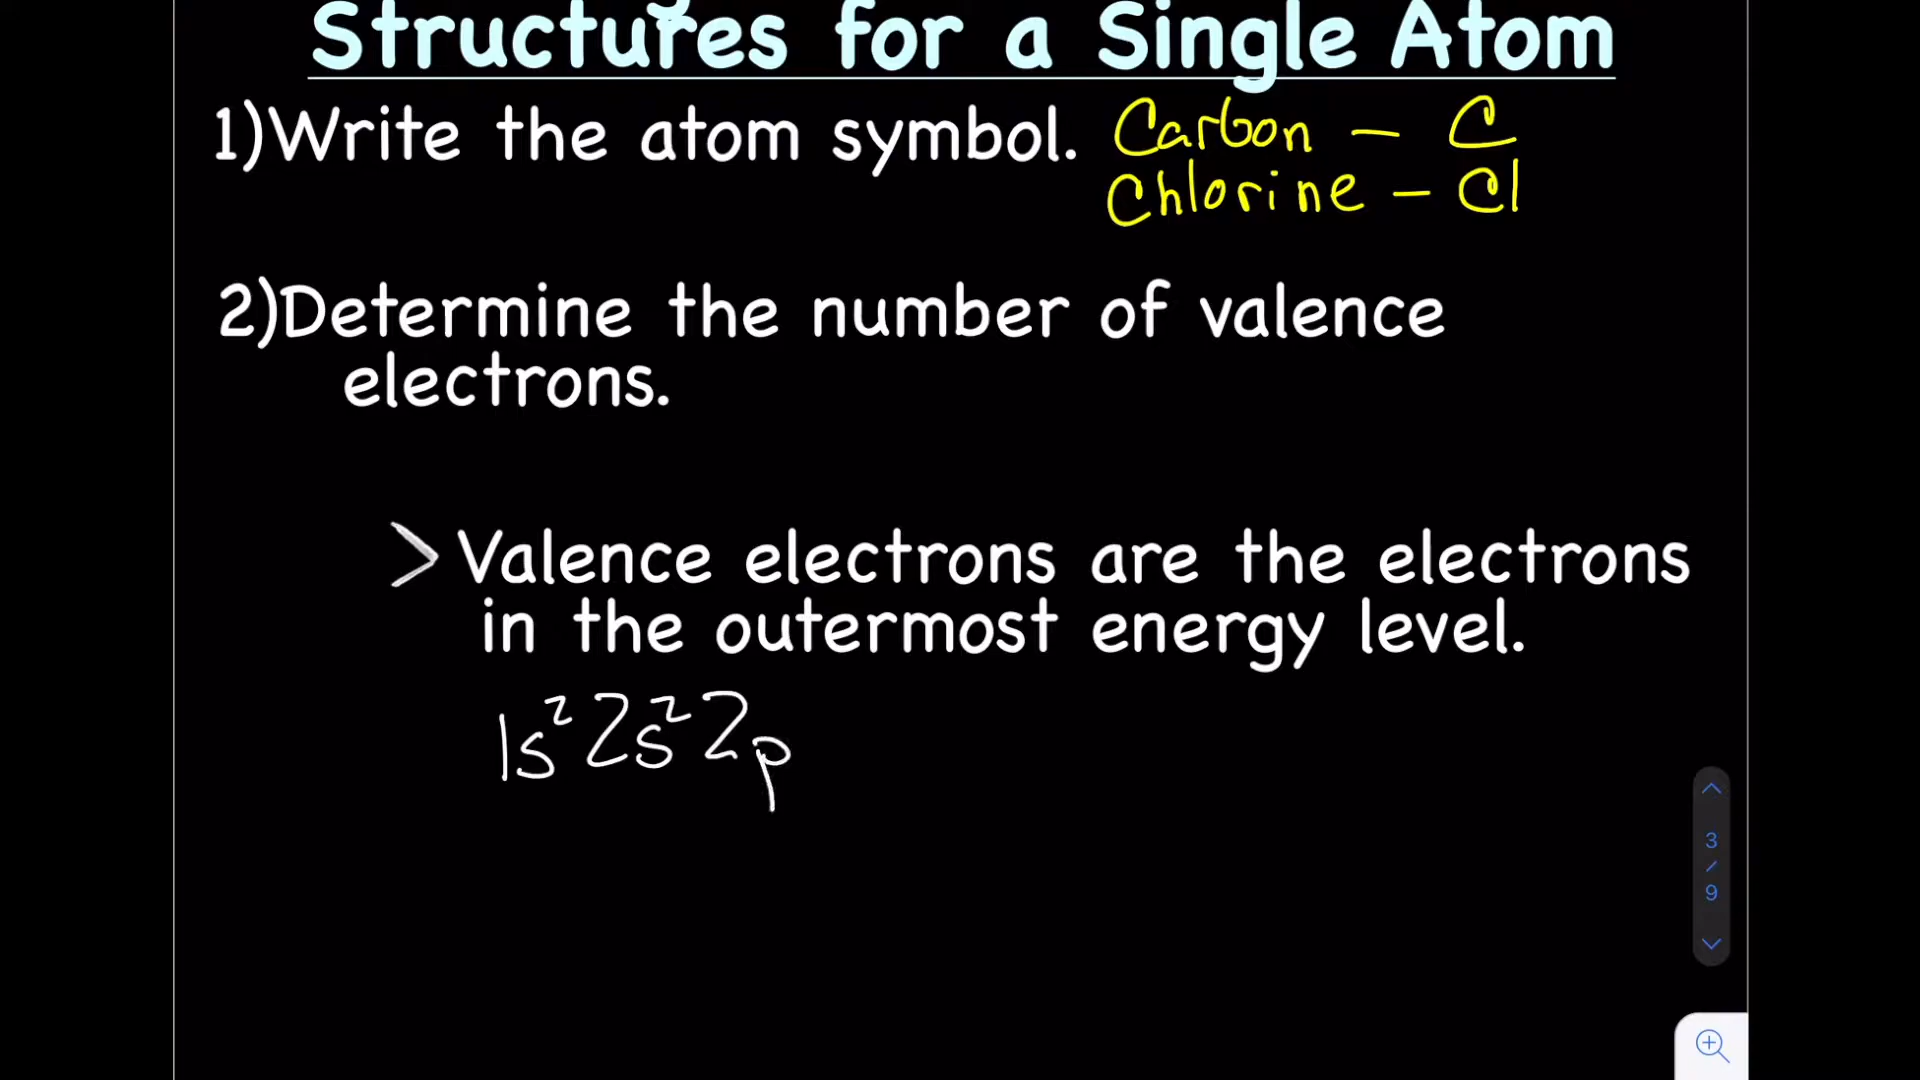 Structures for a Single Atom
1)Write the atom symbol. Carbon – C
Chlorine – Cl
2)Determine the number of valence
electrons.
> Valence electrons are the electrons
in the outermost energy level.
1s² 2s² 2p
3
/
9